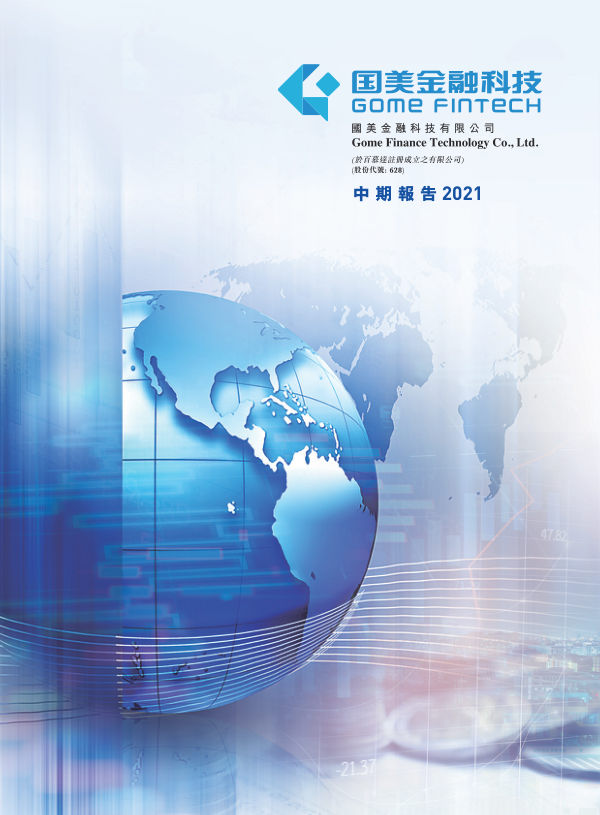 国美金融科技
GOME FINTECH
國美金融科技有限公司
Gome Finance Technology Co., Ltd.
(於百慕達註冊成立之有限公司)
(股份代號: 628)
中期報告 2021
47.82
-21.37